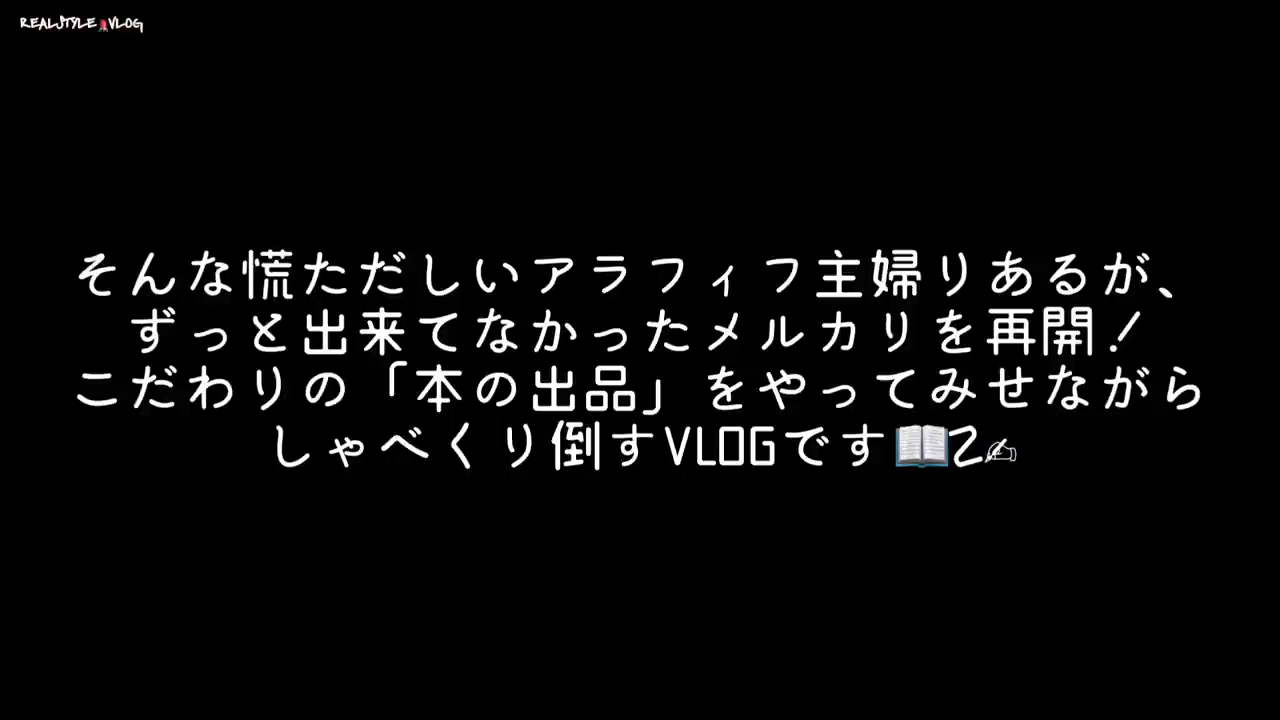 REALSTYLE VLOG
そんな慌ただしいアラフィフ主婦りあるが、
ずっと出来てなかったメルカリを再開！
こだわりの「本の出品」をやってみせながら
しゃべくり倒すVLOGです📖2✍